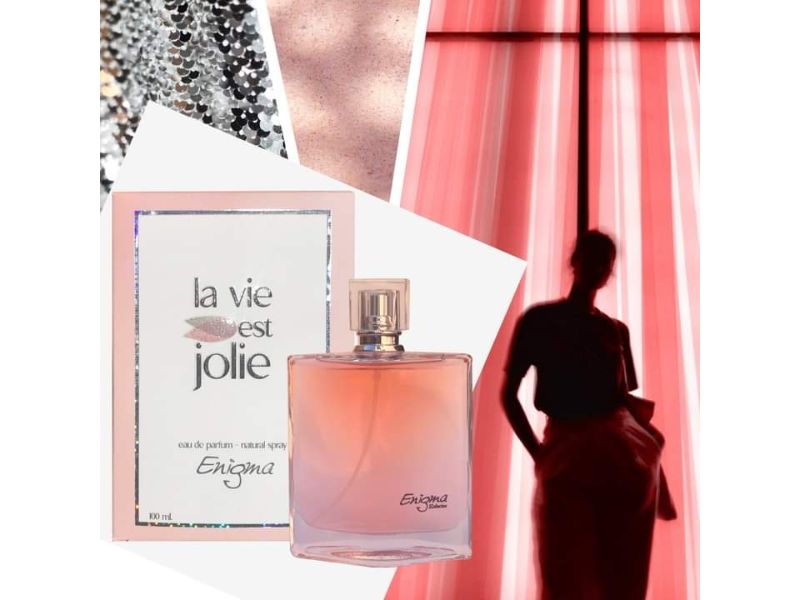 la vie
est
jolie
eau de parfum - natural spray
Enigma
100 ml.
Enigma